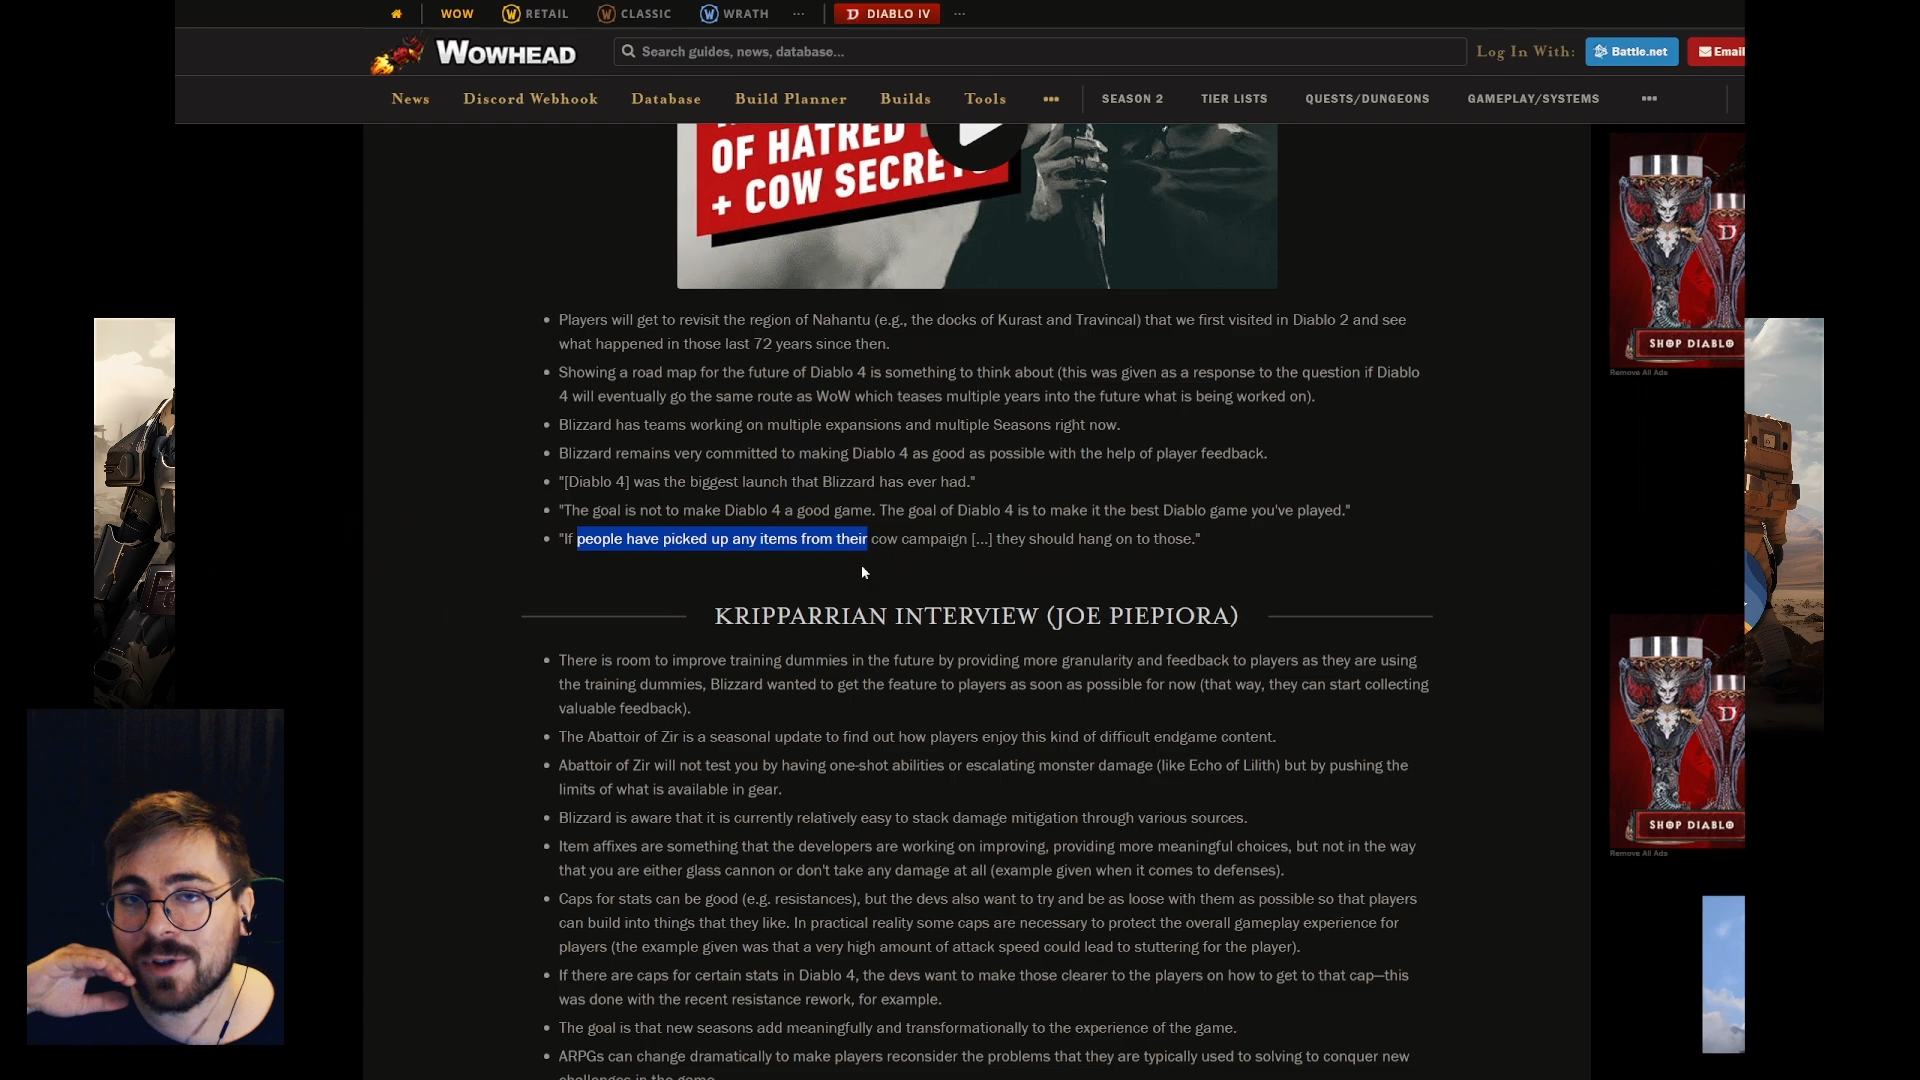 WOW RETAIL CLASSIC WRATH ... DIABLO IV ...
WOWHEAD Search guides, news, database... Log In With: Battle.net Email
News Discord Webhook Database Build Planner Builds Tools ••• SEASON 2 TIER LISTS QUESTS/DUNGEONS GAMEPLAY/SYSTEMS •••
OF HATRED
+ COW SECRET
• Players will get to revisit the region of Nahantu (e.g., the docks of Kurast and Travincal) that we first visited in Diablo 2 and see
what happened in those last 72 years since then.
• Showing a road map for the future of Diablo 4 is something to think about (this was given as a response to the question if Diablo
4 will eventually go the same route as WoW which teases multiple years into the future what is being worked on).
• Blizzard has teams working on multiple expansions and multiple Seasons right now.
• Blizzard remains very committed to making Diablo 4 as good as possible with the help of player feedback.
• "[Diablo 4] was the biggest launch that Blizzard has ever had."
• "The goal is not to make Diablo 4 a good game. The goal of Diablo 4 is to make it the best Diablo game you've played."
• "If people have picked up any items from their cow campaign [...] they should hang on to those."
KRIPPARRIAN INTERVIEW (JOE PIEPIORA)
• There is room to improve training dummies in the future by providing more granularity and feedback to players as they are using
the training dummies, Blizzard wanted to get the feature to players as soon as possible for now (that way, they can start collecting
valuable feedback).
• The Abattoir of Zir is a seasonal update to find out how players enjoy this kind of difficult endgame content.
• Abattoir of Zir will not test you by having one-shot abilities or escalating monster damage (like Echo of Lilith) but by pushing the
limits of what is available in gear.
• Blizzard is aware that it is currently relatively easy to stack damage mitigation through various sources.
• Item affixes are something that the developers are working on improving, providing more meaningful choices, but not in the way
that you are either glass cannon or don't take any damage at all (example given when it comes to defenses).
• Caps for stats can be good (e.g. resistances), but the devs also want to try and be as loose with them as possible so that players
can build into things that they like. In practical reality some caps are necessary to protect the overall gameplay experience for
players (the example given was that a very high amount of attack speed could lead to stuttering for the player).
• If there are caps for certain stats in Diablo 4, the devs want to make those clearer to the players on how to get to that cap—this
was done with the recent resistance rework, for example.
• The goal is that new seasons add meaningfully and transformationally to the experience of the game.
• ARPGs can change dramatically to make players reconsider the problems that they are typically used to solving to conquer new
challenges in the game.
SHOP DIABLO
Remove All Ads
SHOP DIABLO
Remove All Ads